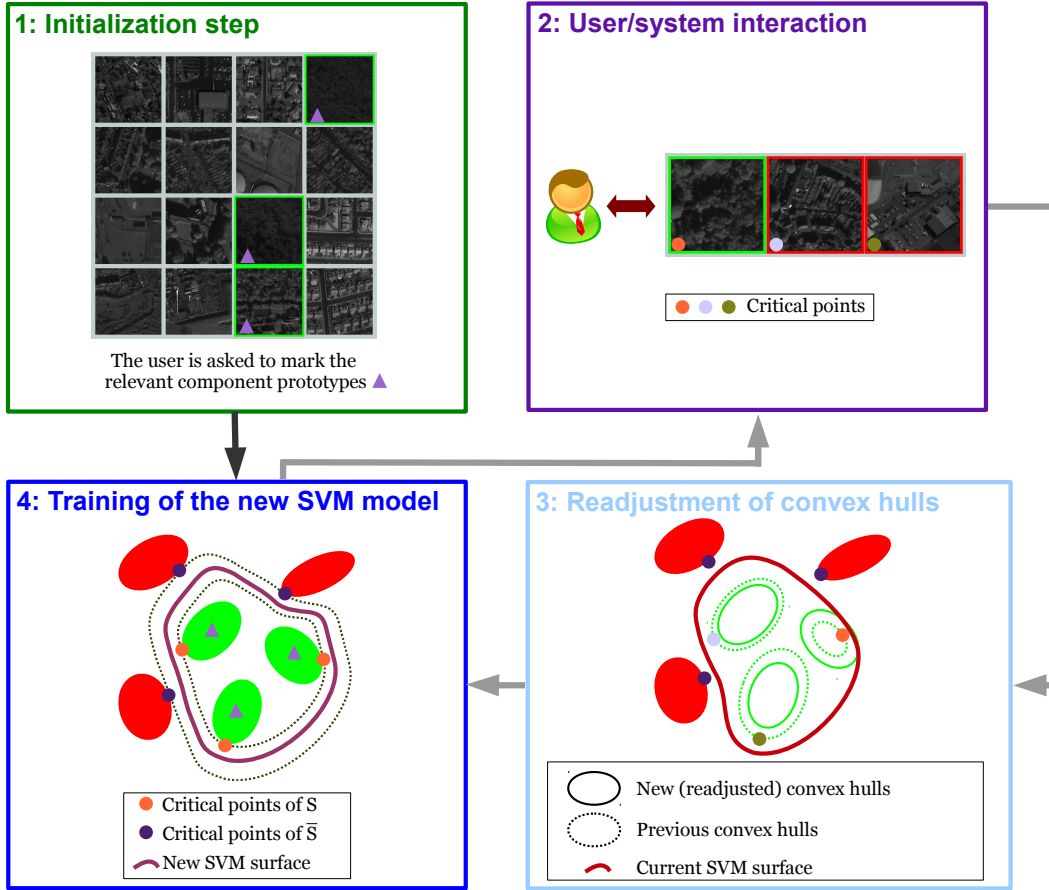 1: Initialization step
The user is asked to mark the
relevant component prototypes
2: User/system interaction
Critical points
4: Training of the new SVM model
Critical points of S
Critical points of S̅
New SVM surface
3: Readjustment of convex hulls
New (readjusted) convex hulls
Previous convex hulls
Current SVM surface